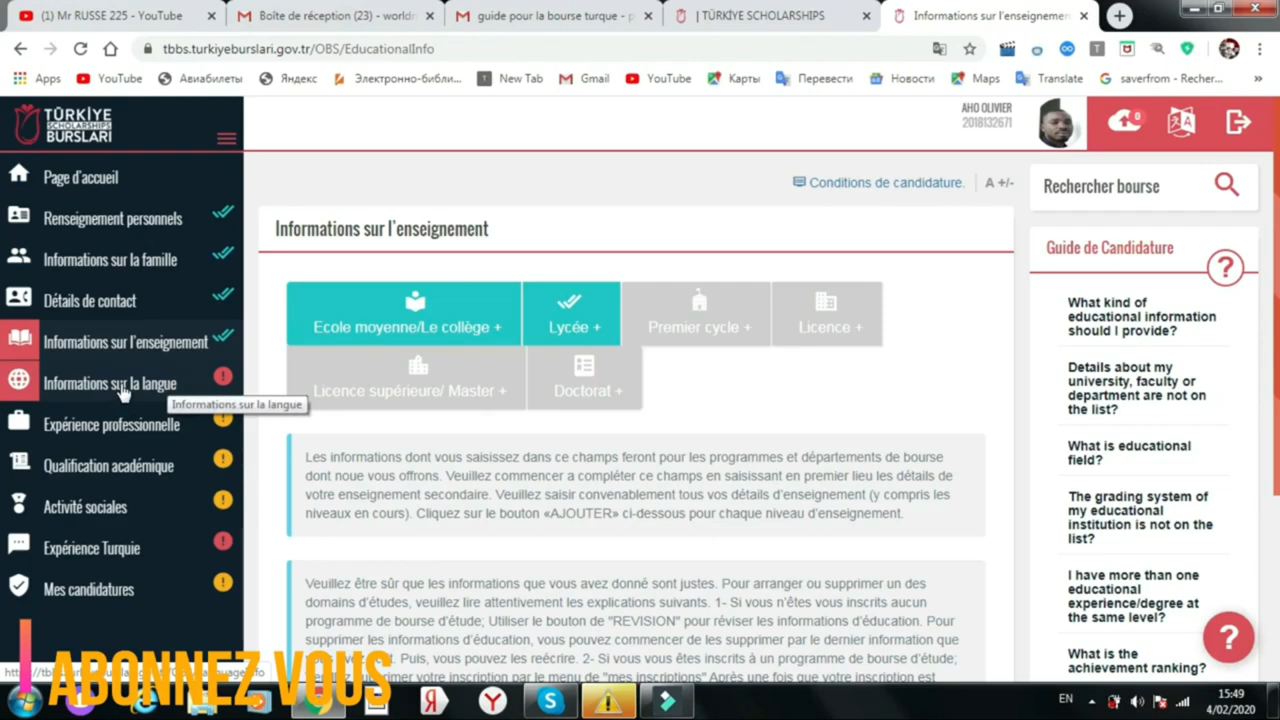 (1) Mr RUSSE 225 - YouTube
Boîte de réception (23) - world
guide pour la bourse turque - p
| TÜRKİYE SCHOLARSHIPS
Informations sur l'enseignemen
tbbs.turkiyeburslari.gov.tr/OBS/EducationalInfo
Apps
YouTube
Авиабилеты
Яндекс
Электронно-библи...
New Tab
Gmail
YouTube
Карты
Перевести
Новости
Maps
Translate
saverfrom - Recher...
»
TÜRKİYE
SCHOLARSHIPS
BURSLARI
AHO OLIVIER
2018132671
0
Page d'accueil
Renseignement personnels
Informations sur la famille
Détails de contact
Informations sur l'enseignement
Informations sur la langue
Informations sur la langue
Expérience professionnelle
Qualification académique
Activité sociales
Expérience Turquie
Mes candidatures
Conditions de candidature.
A +/-
Informations sur l'enseignement
Ecole moyenne/Le collège +
Lycée +
Premier cycle +
Licence +
Licence supérieure/ Master +
Doctorat +
Les informations dont vous saisissez dans ce champs feront pour les programmes et départements de bourse
dont noue vous offrons. Veuillez commencer a compléter ce champs en saisissant en premier lieu les détails de
votre enseignement secondaire. Veuillez saisir convenablement tous vos détails d'enseignement (y compris les
niveaux en cours). Cliquez sur le bouton «AJOUTER» ci-dessous pour chaque niveau d'enseignement.
Veuillez être sûr que les informations que vous avez donné sont justes. Pour arranger ou supprimer un des
domains d'études, veuillez lire attentivement les explications suivants. 1- Si vous n'êtes vous inscrits aucun
programme de bourse d'étude; Utiliser le bouton de "REVISION" pour réviser les informations d'éducation. Pour
supprimer les informations d'éducation, vous pouvez commencer de les supprimer par le dernier information que
Puis, vous pouvez les reécrire. 2- Si vous vous êtes inscrits à un programme de bourse d'étude;
supprimer votre inscription par le menu de "mes inscriptions" Après une fois que votre inscription est
Rechercher bourse
Guide de Candidature
?
What kind of
educational information
should I provide?
Details about my
university, faculty or
department are not on
the list?
What is educational
field?
The grading system of
my educational
institution is not on the
list?
I have more than one
educational
experience/degree at
the same level?
What is the
achievement ranking?
?
ABONNEZ VOUS
EN
15:49
4/02/2020